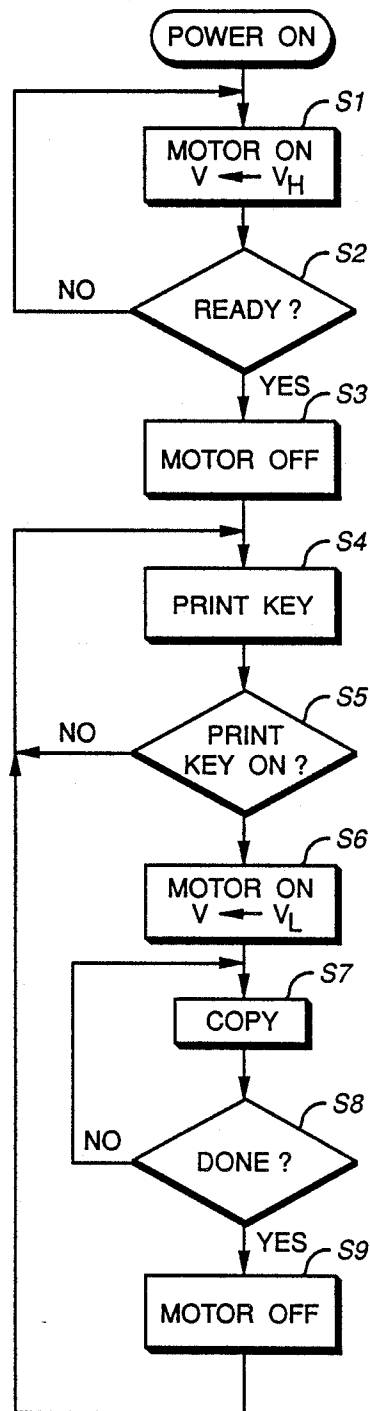 POWER ON
S1
MOTOR ON
V ← VH
S2
READY ?
NO
YES
S3
MOTOR OFF
S4
PRINT KEY
S5
PRINT
KEY ON ?
NO
S6
MOTOR ON
V ← VL
S7
COPY
S8
DONE ?
NO
YES
S9
MOTOR OFF